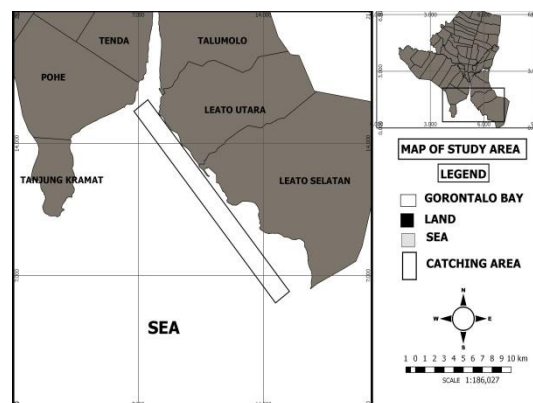 TENDA
TALUMOLO
POHE
LEATO UTARA
TANJUNG KRAMAT
LEATO SELATAN
SEA
MAP OF STUDY AREA
LEGEND
GORONTALO BAY
LAND
SEA
CATCHING AREA
N
W E
S
1 0 1 2 3 4 5 6 7 8 9 10 km
SCALE 1:186,027